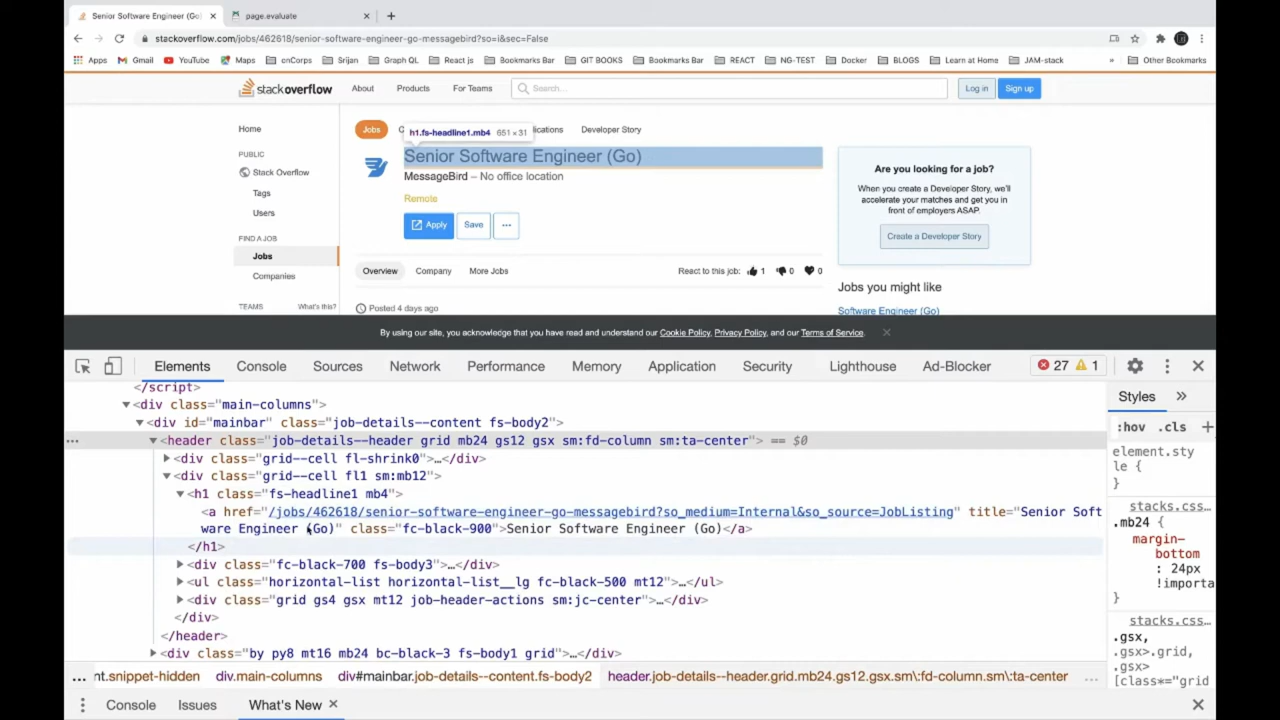 Senior Software Engineer (Go)
page.evaluate
stackoverflow.com/jobs/462618/senior-software-engineer-go-messagebird?so=i&sec=False
Apps Gmail YouTube Maps onCorps Srijan Graph QL React js Bookmarks Bar GIT BOOKS Bookmarks Bar REACT NG-TEST Docker BLOGS Learn at Home JAM-stack » Other Bookmarks
stackoverflow About Products For Teams Search... Log in Sign up
Home
PUBLIC
Stack Overflow
Tags
Users
FIND A JOB
Jobs
Companies
TEAMS What's this?
Jobs C h1.fs-headline1.mb4 651 × 31 lications Developer Story
Senior Software Engineer (Go)
MessageBird – No office location
Remote
Apply Save ...
Overview Company More Jobs React to this job: 1 0 0
Posted 4 days ago
Are you looking for a job?
When you create a Developer Story, we'll
accelerate your matches and get you in
front of employers ASAP.
Create a Developer Story
Jobs you might like
Software Engineer (Go)
By using our site, you acknowledge that you have read and understand our Cookie Policy, Privacy Policy, and our Terms of Service.
Elements Console Sources Network Performance Memory Application Security Lighthouse Ad-Blocker 27 1
</script>
<div class="main-columns">
<div id="mainbar" class="job-details--content fs-body2">
... <header class="job-details--header grid mb24 gs12 gsx sm:fd-column sm:ta-center"> == $0
<div class="grid--cell fl-shrink0">…</div>
<div class="grid--cell fl1 sm:mb12">
<h1 class="fs-headline1 mb4">
<a href="/jobs/462618/senior-software-engineer-go-messagebird?so_medium=Internal&so_source=JobListing" title="Senior Soft
ware Engineer (Go)" class="fc-black-900">Senior Software Engineer (Go)</a>
</h1>
<div class="fc-black-700 fs-body3">…</div>
<ul class="horizontal-list horizontal-list__lg fc-black-500 mt12">…</ul>
<div class="grid gs4 gsx mt12 job-header-actions sm:jc-center">…</div>
</div>
</header>
<div class="by py8 mt16 mb24 bc-black-3 fs-body1 grid">…</div>
Styles »
:hov .cls +
element.sty
le {
}
stacks.css…
.mb24 {
margin-
bottom
: 24px
!importa
}
stacks.css…
.gsx,
.gsx>.grid,
.gsx>
[class*="grid
... nt.snippet-hidden div.main-columns div#mainbar.job-details--content.fs-body2 header.job-details--header.grid.mb24.gs12.gsx.sm\:fd-column.sm\:ta-center ...
Console Issues What's New